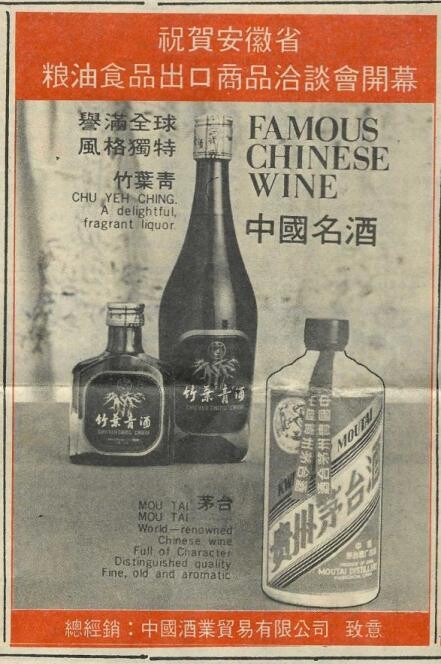 祝賀安徽省
粮油食品出口商品洽談會開幕
譽滿全球
風格獨特
竹葉青
CHU YEH CHING.
A delightful,
fragrant liquor
FAMOUS
CHINESE
WINE
中國名酒
竹葉青酒
竹葉青酒
MOUTAI
貴州茅台酒
MOUTAI DISTILLERY
MOU TAI 茅台
MOU TAI
World—renowned
Chinese wine
Full of Character
Distinguished quality
Fine, old and aromatic
總經銷：中國酒業貿易有限公司 致意